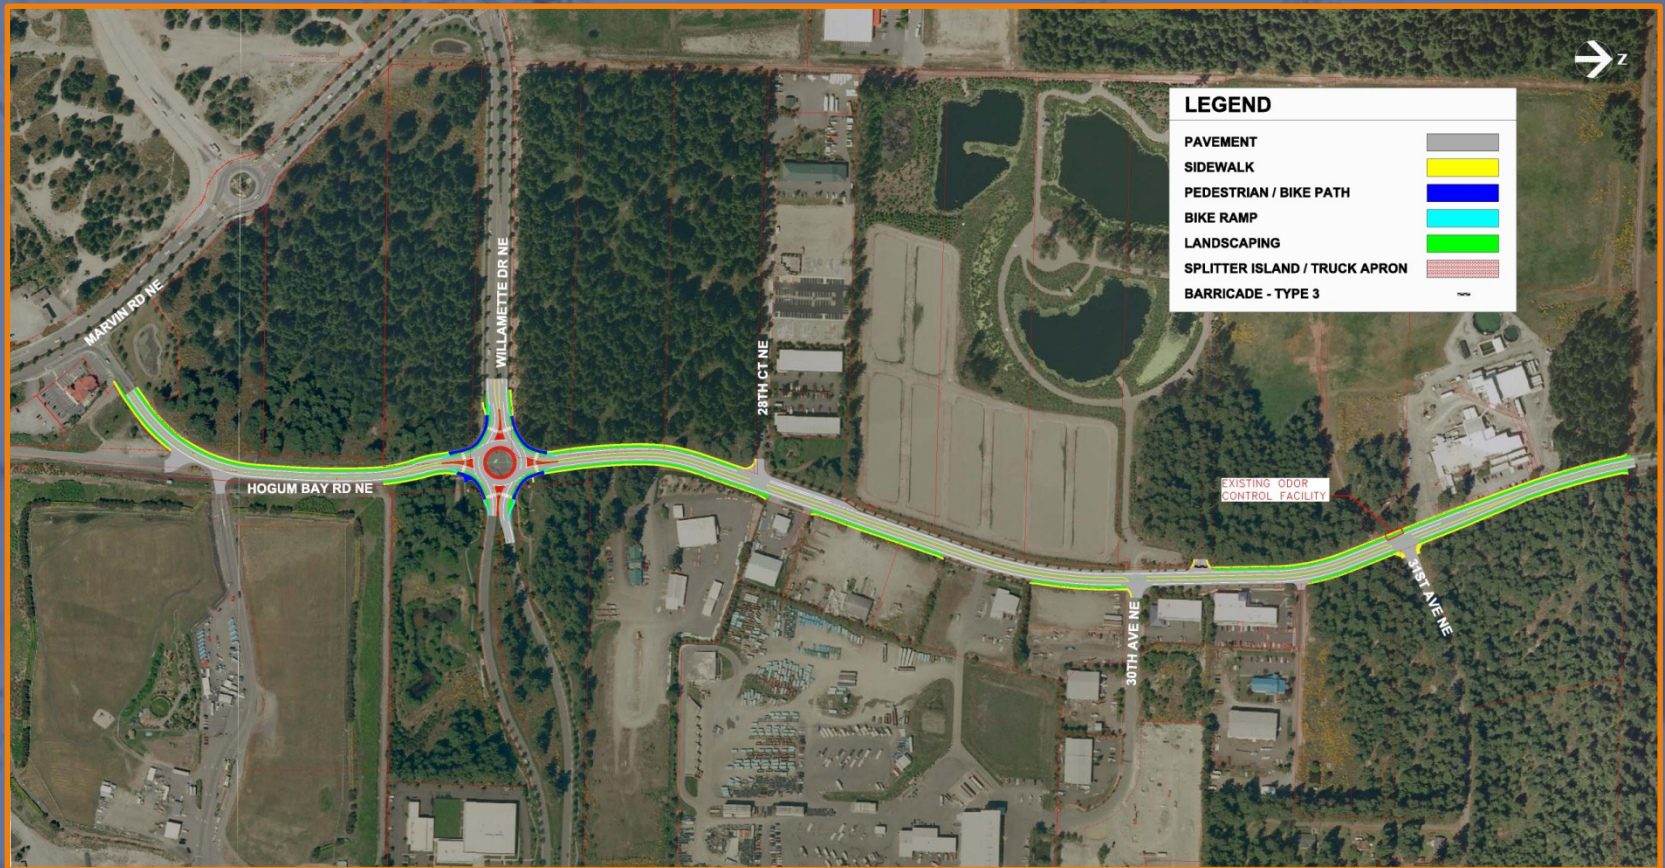 Z
LEGEND
PAVEMENT
SIDEWALK
PEDESTRIAN / BIKE PATH
BIKE RAMP
LANDSCAPING
SPLITTER ISLAND / TRUCK APRON
BARRICADE - TYPE 3
MARVIN RD NE
WILLAMETTE DR NE
28TH CT NE
HOGUM BAY RD NE
EXISTING ODOR
CONTROL FACILITY
31ST AVE NE
30TH AVE NE